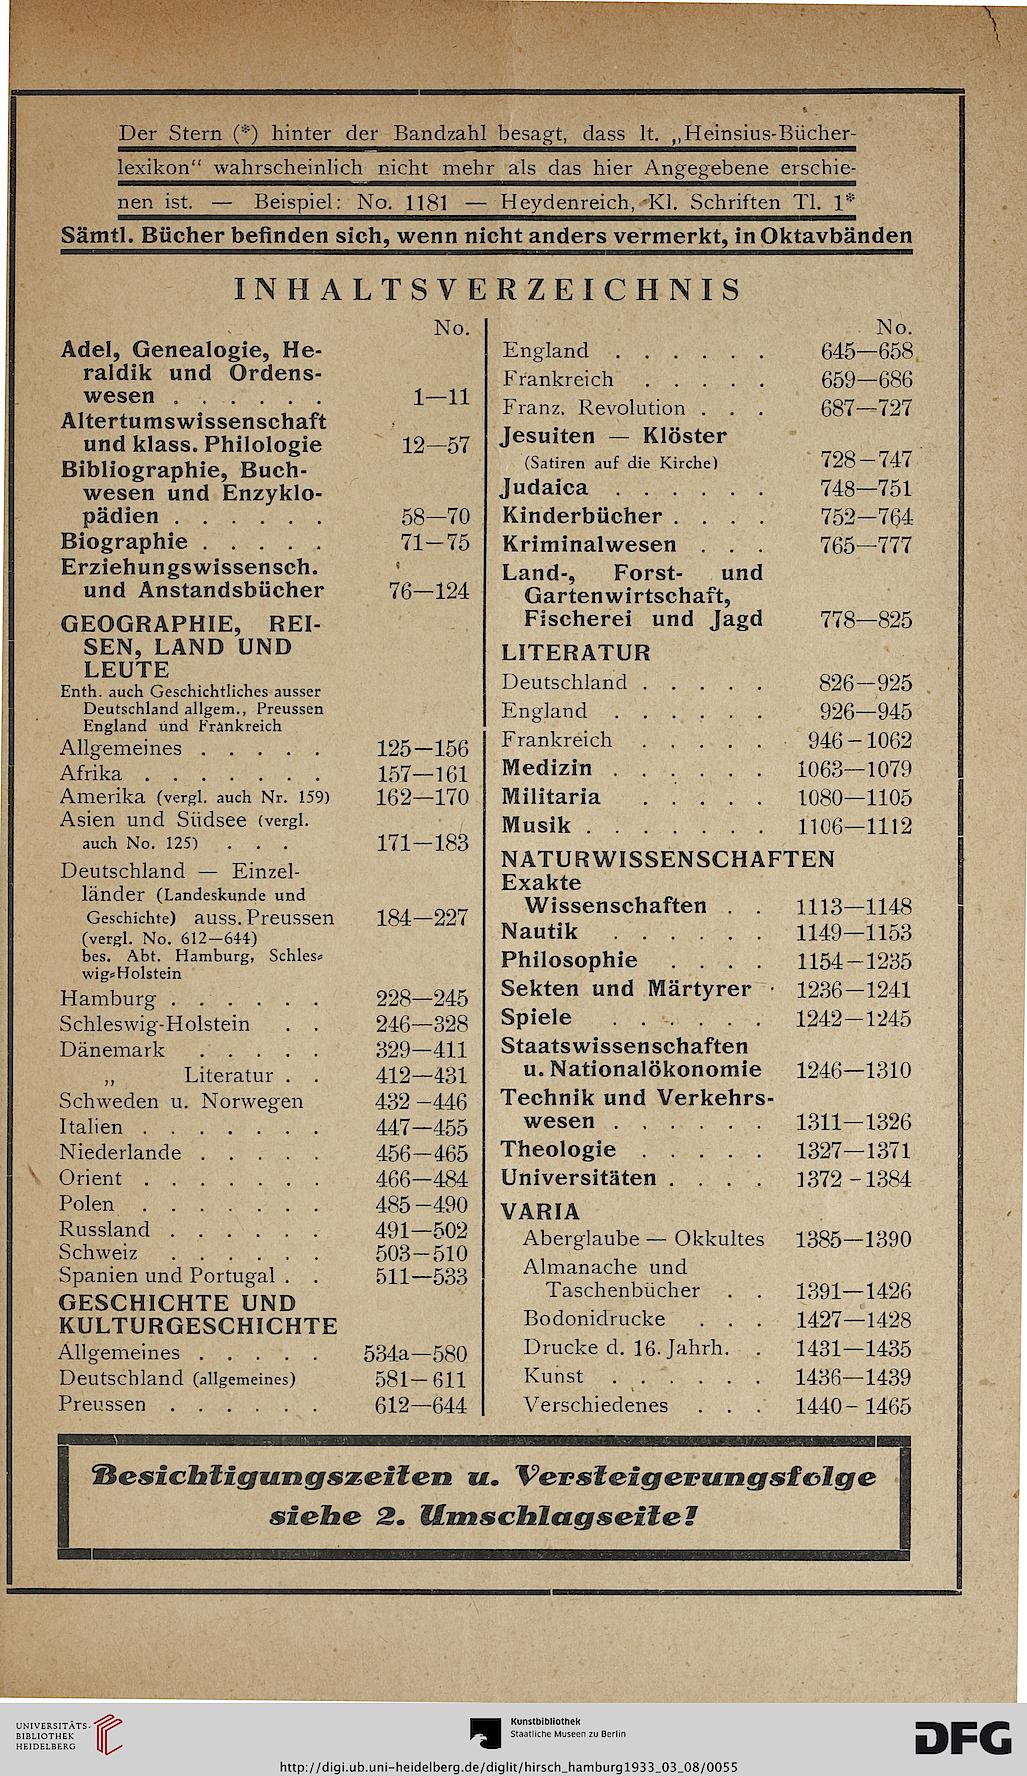 Der Stern (*) hinter der Bandzahl besagt, dass lt. „Heinsius-Bücher-
lexikon“ wahrscheinlich nicht mehr als das hier Angegebene erschie-
nen ist. — Beispiel: No. 1181 — Heydenreich, Kl. Schriften Tl. 1*
Sämtl. Bücher befinden sich, wenn nicht anders vermerkt, in Oktavbänden
INHALTSVERZEICHNIS
No.
Adel, Genealogie, He-
raldik und Ordens-
wesen . . . . . . 1—11
Altertumswissenschaft
und klass. Philologie 12—57
Bibliographie, Buch-
wesen und Enzyklo-
pädien . . . . . . 58—70
Biographie . . . . . 71—75
Erziehungswissensch.
und Anstandsbücher 76—124
GEOGRAPHIE, REI-
SEN, LAND UND
LEUTE
Enth. auch Geschichtliches ausser
Deutschland allgem., Preussen
England und Frankreich
Allgemeines . . . . . 125—156
Afrika . . . . . . . 157—161
Amerika (vergl. auch Nr. 159) 162—170
Asien und Südsee (vergl.
auch No. 125) . . . 171—183
Deutschland — Einzel-
länder (Landeskunde und
Geschichte) auss. Preussen 184—227
(vergl. No. 612—644)
bes. Abt. Hamburg, Schles-
wig-Holstein
Hamburg . . . . . . 228—245
Schleswig-Holstein . . 246—328
Dänemark . . . . . 329—411
„ Literatur . . 412—431
Schweden u. Norwegen 432—446
Italien . . . . . . . 447—455
Niederlande . . . . . 456—465
Orient . . . . . . . 466—484
Polen . . . . . . . 485—490
Russland . . . . . . 491—502
Schweiz . . . . . . 503—510
Spanien und Portugal . . 511—533
GESCHICHTE UND
KULTURGESCHICHTE
Allgemeines . . . . . 534a—580
Deutschland (allgemeines) 581—611
Preussen . . . . . . 612—644
No.
England . . . . . . 645—658
Frankreich . . . . . 659—686
Franz. Revolution . . . 687—727
Jesuiten — Klöster
(Satiren auf die Kirche) 728—747
Judaica . . . . . . 748—751
Kinderbücher . . . . 752—764
Kriminalwesen . . . 765—777
Land-, Forst- und
Gartenwirtschaft,
Fischerei und Jagd 778—825
LITERATUR
Deutschland . . . . . 826—925
England . . . . . . 926—945
Frankreich . . . . . 946—1062
Medizin . . . . . . 1063—1079
Militaria . . . . . 1080—1105
Musik . . . . . . . 1106—1112
NATURWISSENSCHAFTEN
Exakte
Wissenschaften . . 1113—1148
Nautik . . . . . . 1149—1153
Philosophie . . . . 1154—1235
Sekten und Märtyrer . 1236—1241
Spiele . . . . . . 1242—1245
Staatswissenschaften
u. Nationalökonomie 1246—1310
Technik und Verkehrs-
wesen . . . . . . 1311—1326
Theologie . . . . . 1327—1371
Universitäten . . . . 1372—1384
VARIA
Aberglaube — Okkultes 1385—1390
Almanache und
Taschenbücher . . 1391—1426
Bodonidrucke . . . 1427—1428
Drucke d. 16. Jahrh. . 1431—1435
Kunst . . . . . . 1436—1439
Verschiedenes . . . 1440—1465
Besichtigungszeiten u. Versteigerungsfolge
siehe 2. Umschlagseite!
UNIVERSITÄTS-
BIBLIOTHEK
HEIDELBERG
Kunstbibliothek
Staatliche Museen zu Berlin
DFG
http://digi.ub.uni-heidelberg.de/diglit/hirsch_hamburg1933_03_08/0055